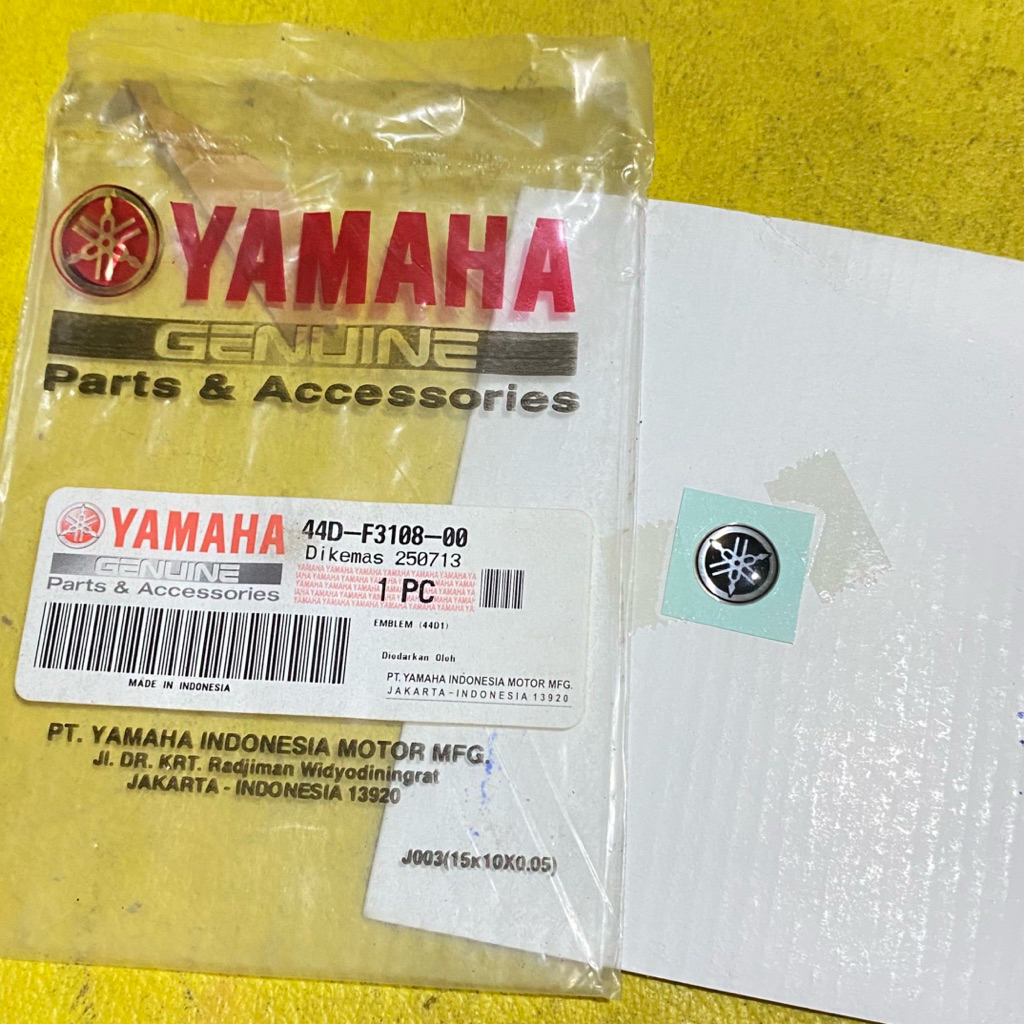 YAMAHA
GENUINE
Parts & Accessories
YAMAHA
GENUINE
Parts & Accessories
44D-F3108-00
Dikemas 250713
1 PC
EMBLEM (44D1)
Diedarkan Oleh
PT. YAMAHA INDONESIA MOTOR MFG.
JAKARTA-INDONESIA 13920
MADE IN INDONESIA
PT. YAMAHA INDONESIA MOTOR MFG.
Jl. DR. KRT. Radjiman Widyodiningrat
JAKARTA - INDONESIA 13920
J003(15x10X0.05)